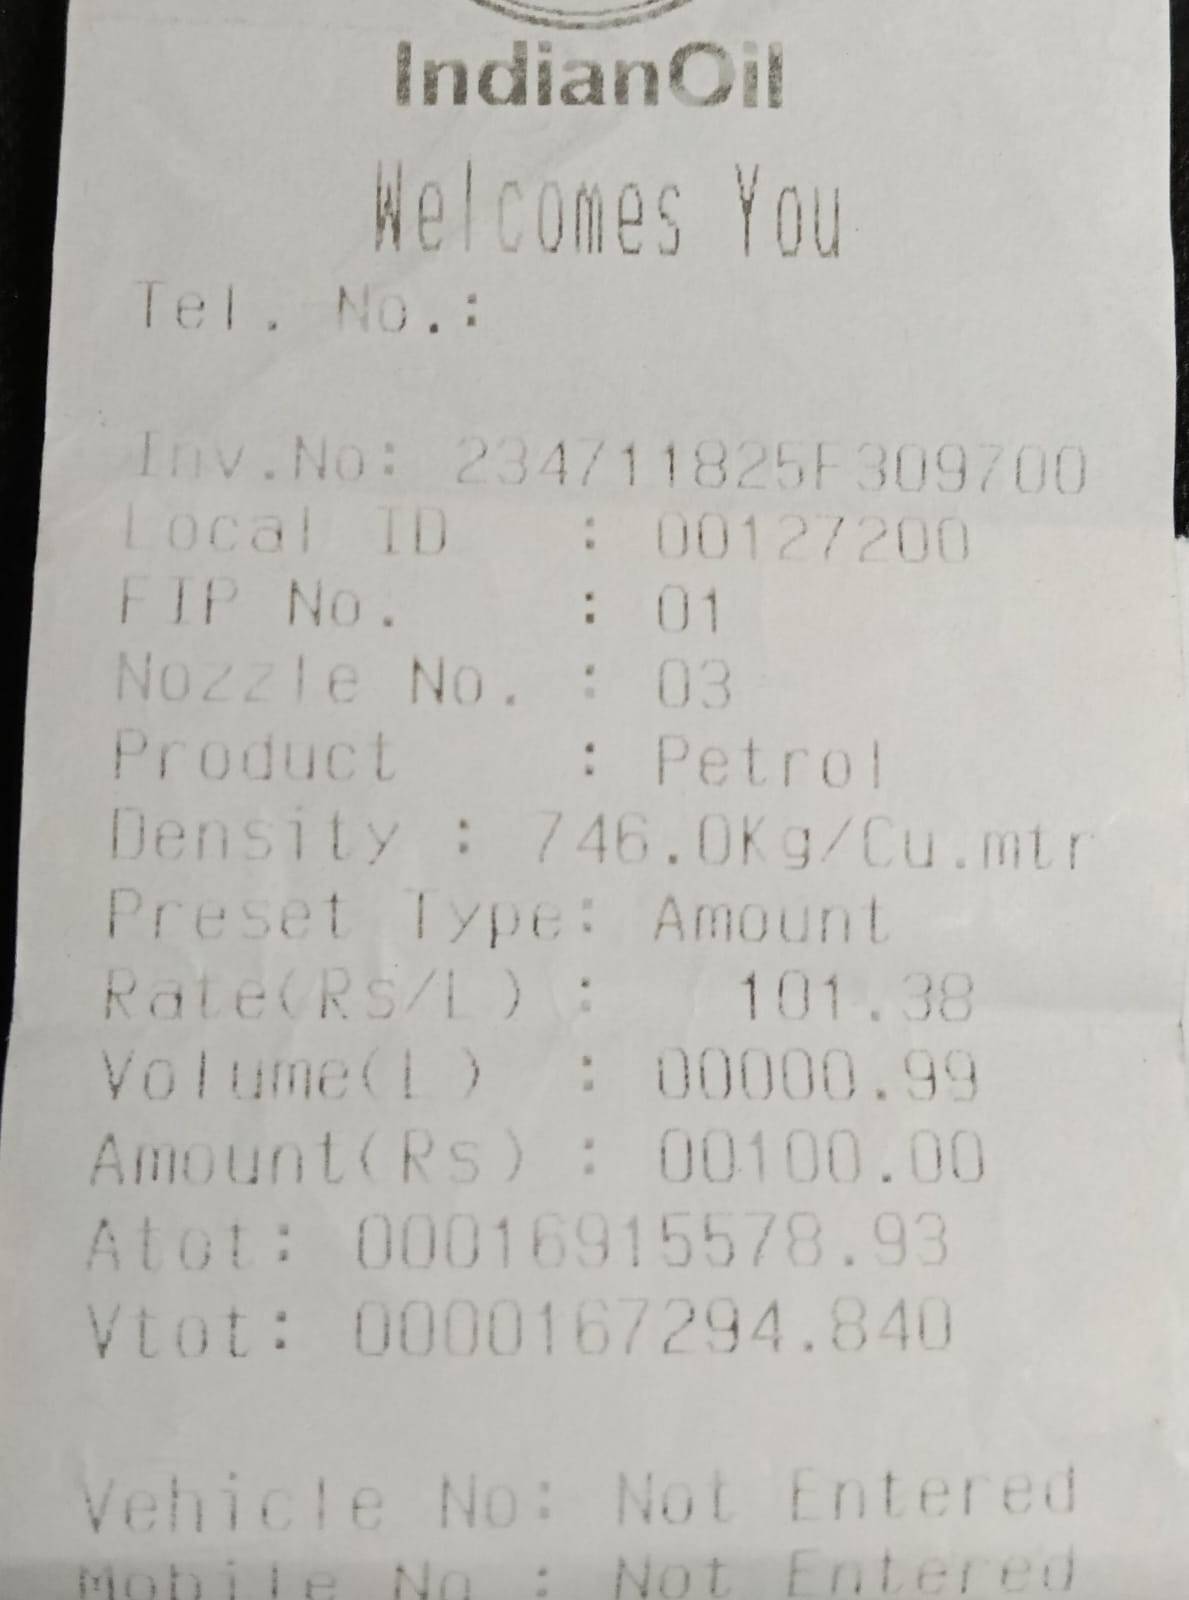 IndianOil
Welcomes You
Tel. No.:
Inv.No: 234711825F309700
Local ID : 00127200
FIP No. : 01
Nozzle No. : 03
Product : Petrol
Density : 746.0Kg/Cu.mtr
Preset Type: Amount
Rate(Rs/L) : 101.38
Volume(L) : 00000.99
Amount(Rs) : 00100.00
Atot: 00016915578.93
Vtot: 0000167294.840
Vehicle No: Not Entered
Mobile No : Not Entered